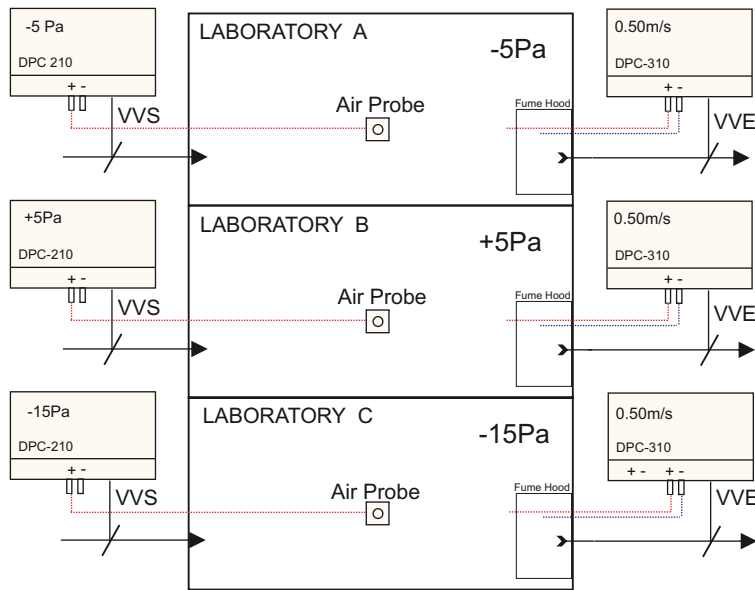 -5 Pa
DPC 210
+ -
VVS
LABORATORY A
-5Pa
Air Probe
Fume Hood
0.50m/s
DPC-310
+ -
VVE
+5Pa
DPC-210
+ -
VVS
LABORATORY B
+5Pa
Air Probe
Fume Hood
0.50m/s
DPC-310
+ -
VVE
-15Pa
DPC-210
+ -
VVS
LABORATORY C
-15Pa
Air Probe
Fume Hood
0.50m/s
DPC-310
+ - + -
VVE